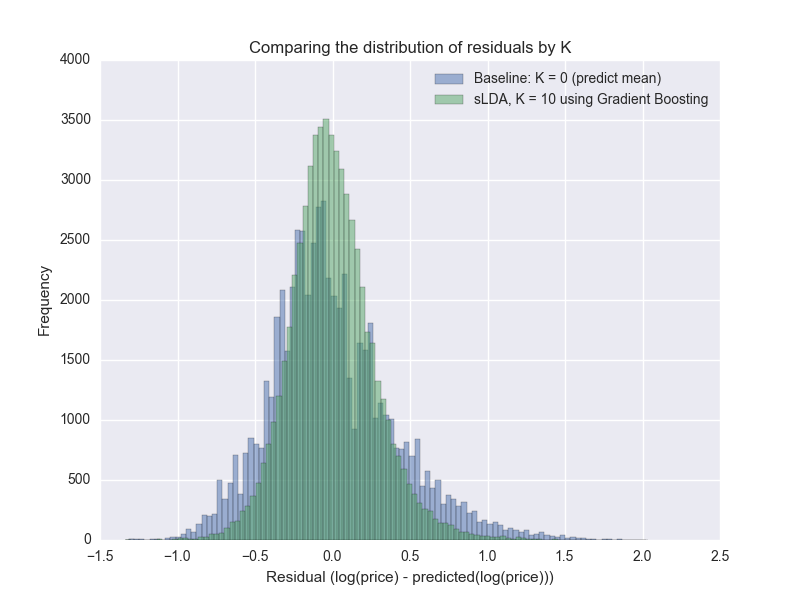 Comparing the distribution of residuals by K
Baseline: K = 0 (predict mean)
sLDA, K = 10 using Gradient Boosting
4000
3500
3000
2500
2000
1500
1000
500
0
Frequency
−1.5 −1.0 −0.5 0.0 0.5 1.0 1.5 2.0 2.5
Residual (log(price) - predicted(log(price)))